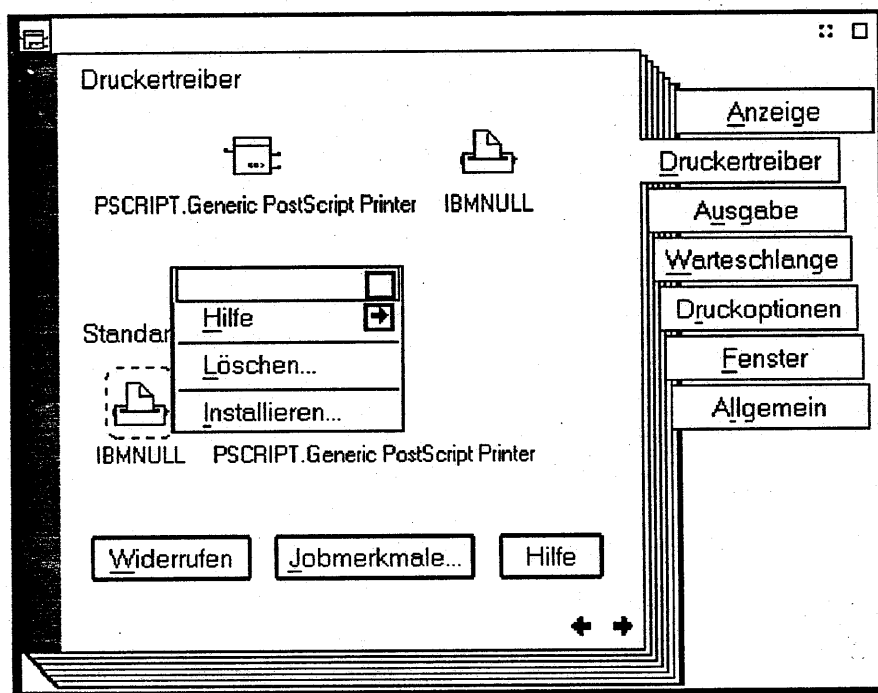 Druckertreiber
PSCRIPT.Generic PostScript Printer
IBMNULL
Standar
Hilfe
Löschen...
Installieren...
IBMNULL
PSCRIPT.Generic PostScript Printer
Widerrufen
Jobmerkmale...
Hilfe
Anzeige
Druckertreiber
Ausgabe
Warteschlange
Druckoptionen
Fenster
Allgemein